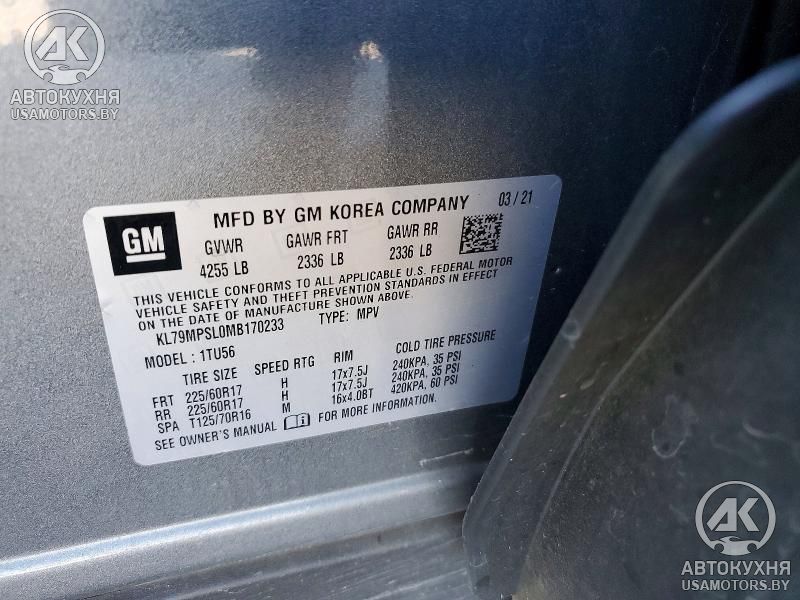 AK
АВТОКУХНЯ
USAMOTORS.BY
GM
MFD BY GM KOREA COMPANY 03 / 21
GVWR GAWR FRT GAWR RR
4255 LB 2336 LB 2336 LB
THIS VEHICLE CONFORMS TO ALL APPLICABLE U.S. FEDERAL MOTOR
VEHICLE SAFETY AND THEFT PREVENTION STANDARDS IN EFFECT
ON THE DATE OF MANUFACTURE SHOWN ABOVE.
KL79MPSL0MB170233 TYPE: MPV
MODEL: 1TU56
TIRE SIZE SPEED RTG RIM COLD TIRE PRESSURE
FRT 225/60R17 H 17x7.5J 240KPA, 35 PSI
RR 225/60R17 H 17x7.5J 240KPA, 35 PSI
SPA T125/70R16 M 16x4.0BT 420KPA, 60 PSI
SEE OWNER'S MANUAL FOR MORE INFORMATION.
AK
АВТОКУХНЯ
USAMOTORS.BY